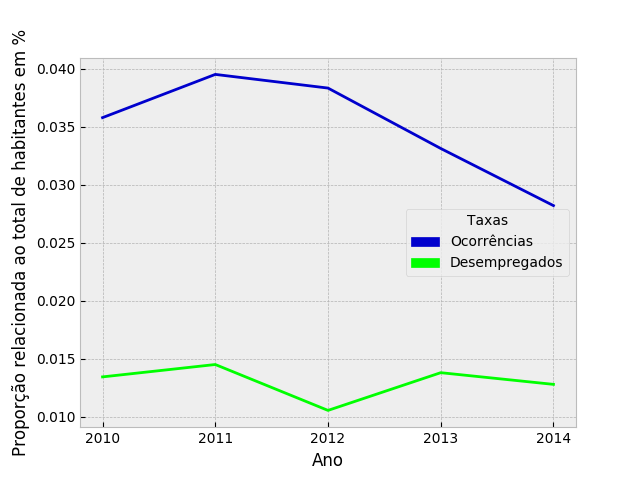 Proporção relacionada ao total de habitantes em %
0.040
0.035
0.030
0.025
0.020
0.015
0.010
Taxas
Ocorrências
Desempregados
2010 2011 2012 2013 2014
Ano